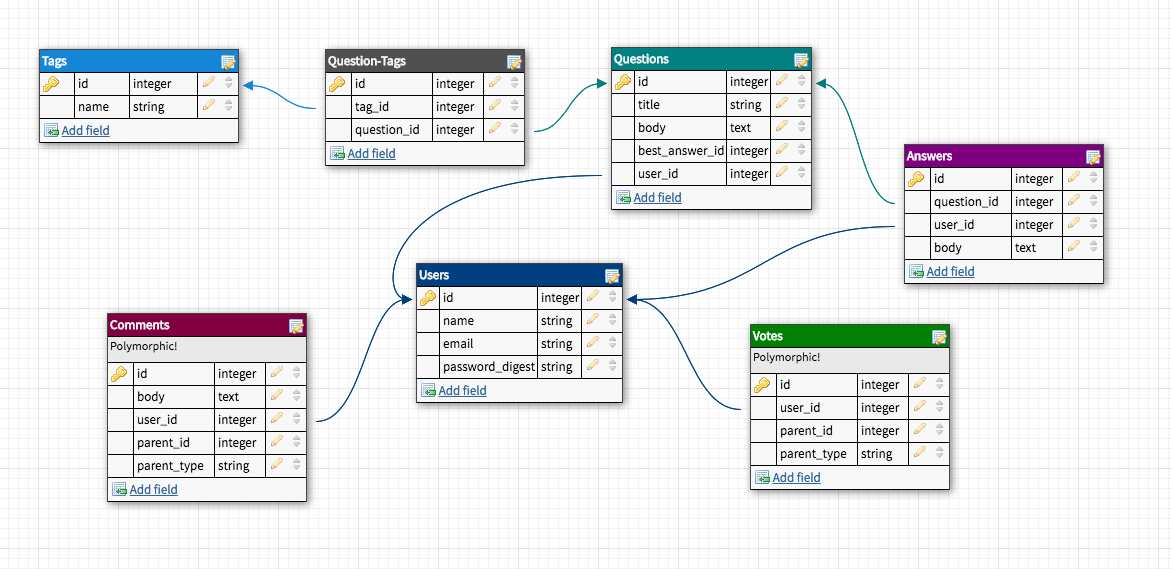 Tags
id integer
name string
Add field
Question-Tags
id integer
tag_id integer
question_id integer
Add field
Questions
id integer
title string
body text
best_answer_id integer
user_id integer
Add field
Answers
id integer
question_id integer
user_id integer
body text
Add field
Users
id integer
name string
email string
password_digest string
Add field
Comments
Polymorphic!
id integer
body text
user_id integer
parent_id integer
parent_type string
Add field
Votes
Polymorphic!
id integer
user_id integer
parent_id integer
parent_type string
Add field